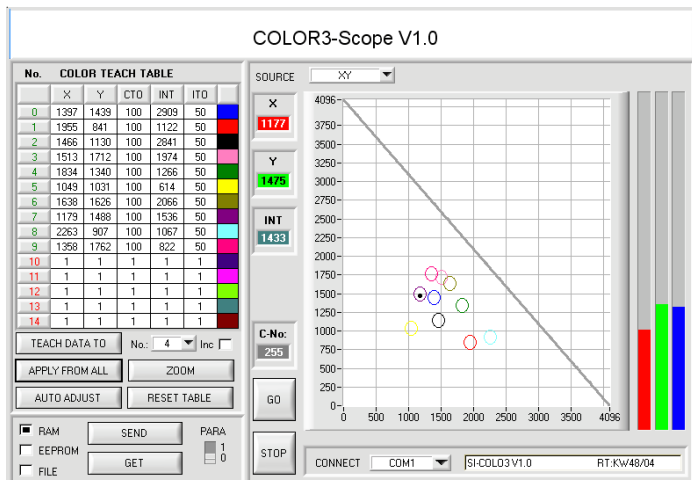 COLOR3-Scope V1.0
No. COLOR TEACH TABLE
X Y CTO INT ITO
0 1397 1439 100 2909 50
1 1955 841 100 1122 50
2 1466 1130 100 2841 50
3 1513 1712 100 1974 50
4 1834 1340 100 1266 50
5 1049 1031 100 614 50
6 1638 1626 100 2066 50
7 1179 1488 100 1536 50
8 2263 907 100 1067 50
9 1358 1762 100 822 50
10 1 1 1 1 1
11 1 1 1 1 1
12 1 1 1 1 1
13 1 1 1 1 1
14 1 1 1 1 1
TEACH DATA TO No.: 4 Inc
APPLY FROM ALL ZOOM
AUTO ADJUST RESET TABLE
RAM SEND PARA
EEPROM 1
0
FILE GET
SOURCE XY
X
1177
Y
1475
INT
1433
C-No:
255
GO
STOP
4096
3750
3500
3250
3000
2750
2500
2250
2000
1750
1500
1250
1000
750
500
250
0
0 500 1000 1500 2000 2500 3000 3500 4096
CONNECT COM1 SI-COLO3 V1.0 RT:KW48/04